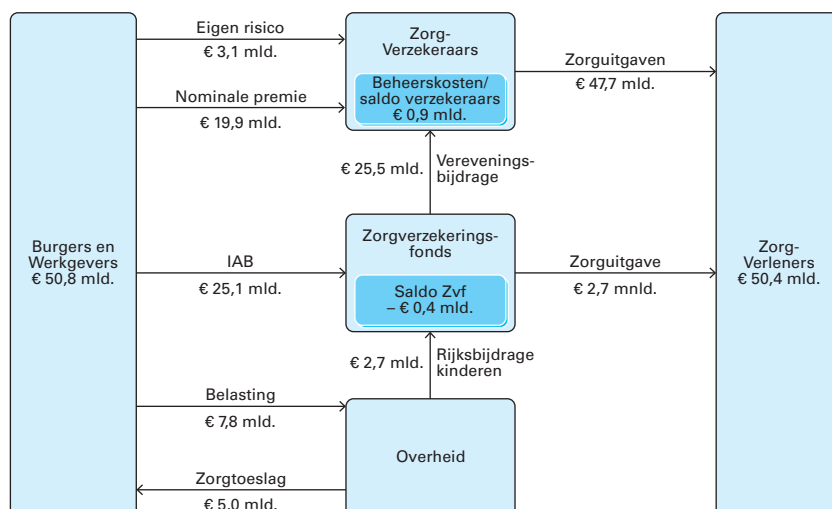 Eigen risico
€ 3,1 mld.
Nominale premie
€ 19,9 mld.
Zorg-
Verzekeraars
Beheerskosten/
saldo verzekeraars
€ 0,9 mld.
Zorguitgaven
€ 47,7 mld.
€ 25,5 mld.
Verevenings-
bijdrage
Burgers en
Werkgevers
€ 50,8 mld.
IAB
€ 25,1 mld.
Zorgverzekerings-
fonds
Saldo Zvf
– € 0,4 mld.
Zorguitgave
€ 2,7 mnld.
Zorg-
Verleners
€ 50,4 mld.
€ 2,7 mld.
Rijksbijdrage
kinderen
Belasting
€ 7,8 mld.
Overheid
Zorgtoeslag
€ 5,0 mld.